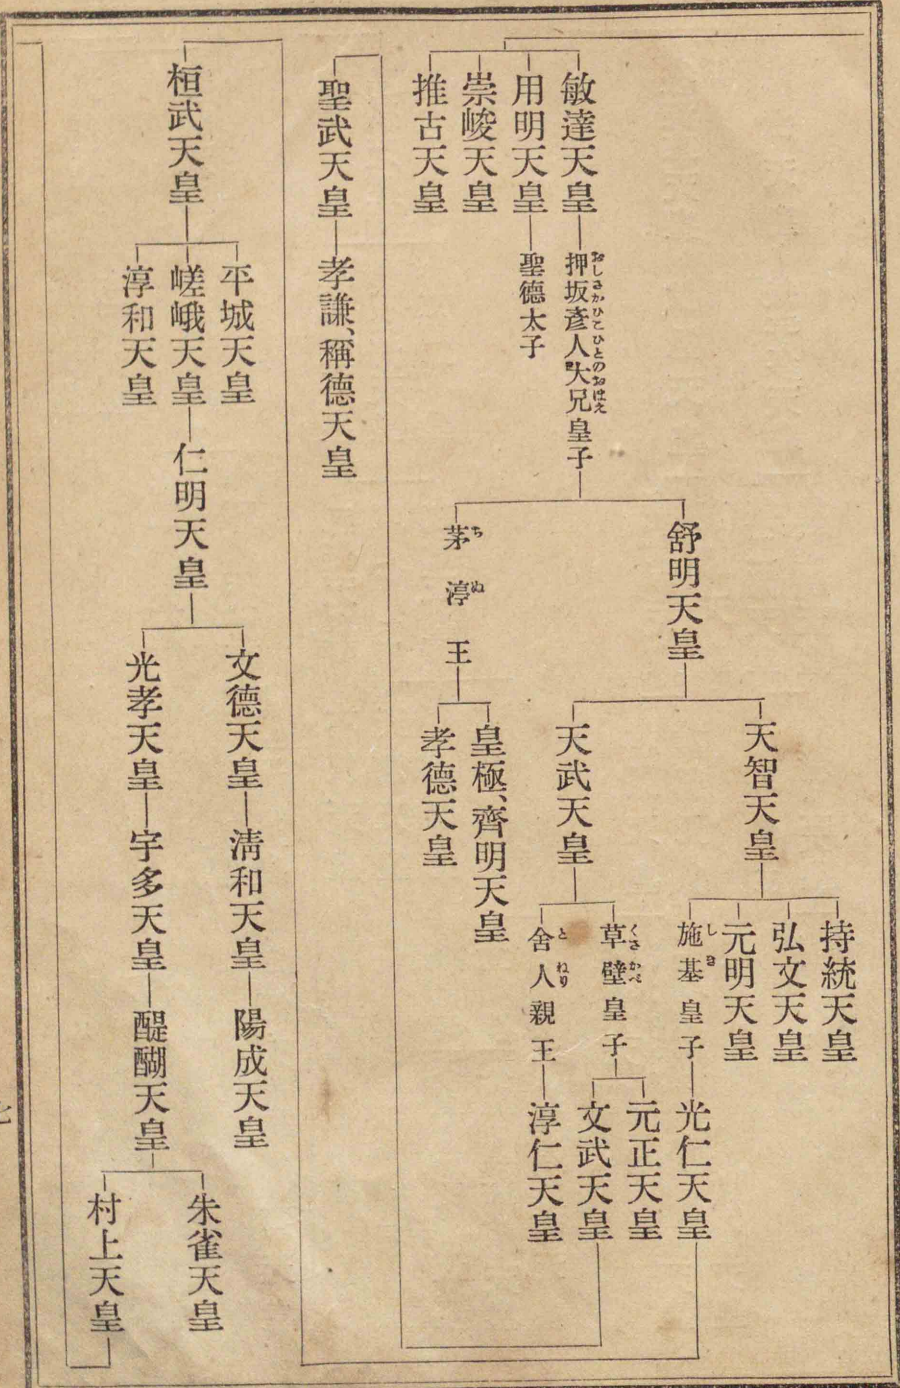 敏達天皇
押坂彥人大兄皇子
おしさかひこひとのおほえ
用明天皇
聖德太子
崇峻天皇
推古天皇
舒明天皇
茅渟王
ちぬ
天智天皇
天武天皇
皇極、齊明天皇
孝德天皇
持統天皇
弘文天皇
元明天皇
施基皇子
しき
光仁天皇
草壁皇子
くさかべ
元正天皇
文武天皇
舍人親王
とねり
淳仁天皇
聖武天皇
孝謙、稱德天皇
桓武天皇
平城天皇
嵯峨天皇
淳和天皇
仁明天皇
文德天皇
淸和天皇
陽成天皇
光孝天皇
宇多天皇
醍醐天皇
朱雀天皇
村上天皇